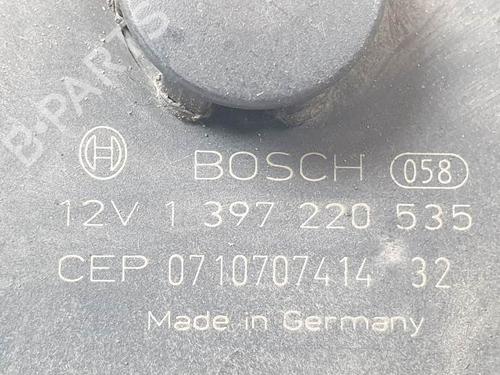 B-PARTS
BOSCH 058
12V 1 397 220 535
CEP 0710707414 32
Made in Germany